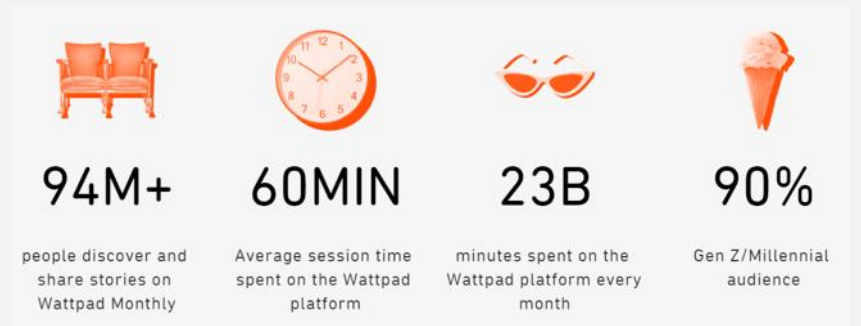 94M+
people discover and
share stories on
Wattpad Monthly
60MIN
Average session time
spent on the Wattpad
platform
23B
minutes spent on the
Wattpad platform every
month
90%
Gen Z/Millennial
audience